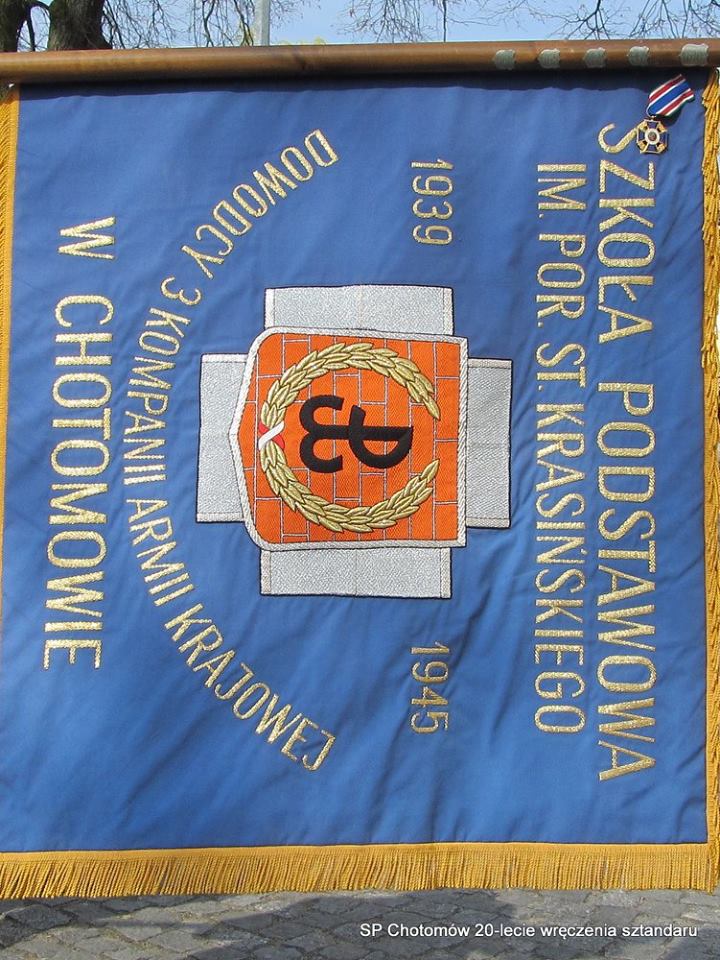 SZKOŁA PODSTAWOWA
IM. POR. ST. KRASIŃSKIEGO
1939 1945
DOWÓDCY 3 KOMPANII ARMII KRAJOWEJ
W CHOTOMOWIE
SP Chotomów 20-lecie wręczenia sztandaru